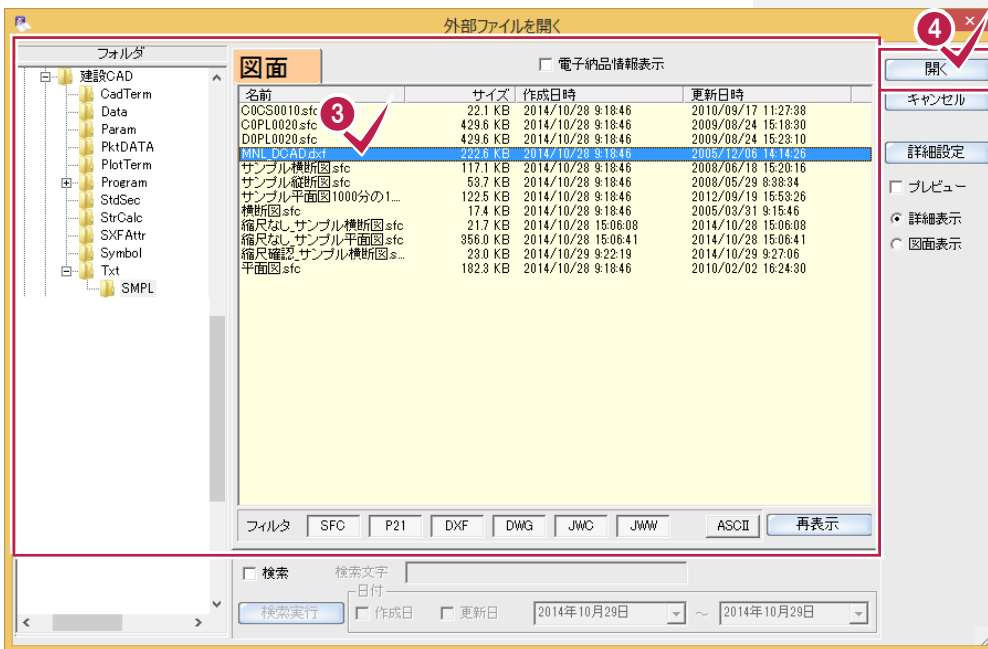 外部ファイルを開く
4
フォルダ
建設CAD
CadTerm
Data
Param
PktDATA
PlotTerm
Program
StdSec
StrCalc
SXFAttr
Symbol
Txt
SMPL
図面
電子納品情報表示
名前 サイズ 作成日時 更新日時
C0CS0010.sfc 22.1 KB 2014/10/28 9:18:46 2010/09/17 11:27:38
C0PL0020.sfc 429.6 KB 2014/10/28 9:18:46 2009/08/24 15:18:30
D0PL0020.sfc 429.6 KB 2014/10/28 9:18:46 2009/08/24 15:23:10
MNL_DCAD.dxf 222.6 KB 2014/10/28 9:18:46 2005/12/06 14:14:26
サンプル横断図.sfc 117.1 KB 2014/10/28 9:18:46 2008/06/18 15:20:16
サンプル縦断図.sfc 53.7 KB 2014/10/28 9:18:46 2008/05/29 8:38:34
サンプル平面図1000分の1... 122.5 KB 2014/10/28 9:18:46 2012/09/19 15:53:26
横断図.sfc 17.4 KB 2014/10/28 9:18:46 2005/03/31 9:15:46
縮尺なし_サンプル横断図.sfc 21.7 KB 2014/10/28 15:06:08 2014/10/28 15:06:08
縮尺なし_サンプル平面図.sfc 356.0 KB 2014/10/28 15:06:41 2014/10/28 15:06:41
縮尺確認_サンプル横断図.s... 23.0 KB 2014/10/29 9:22:19 2014/10/29 9:27:06
平面図.sfc 182.3 KB 2014/10/28 9:18:46 2010/02/02 16:24:30
3
フィルタ SFC P21 DXF DWG JWC JWW ASCII 再表示
検索 検索文字
日付
検索実行 作成日 更新日 2014年10月29日 ～ 2014年10月29日
開く
キャンセル
詳細設定
プレビュー
詳細表示
図面表示